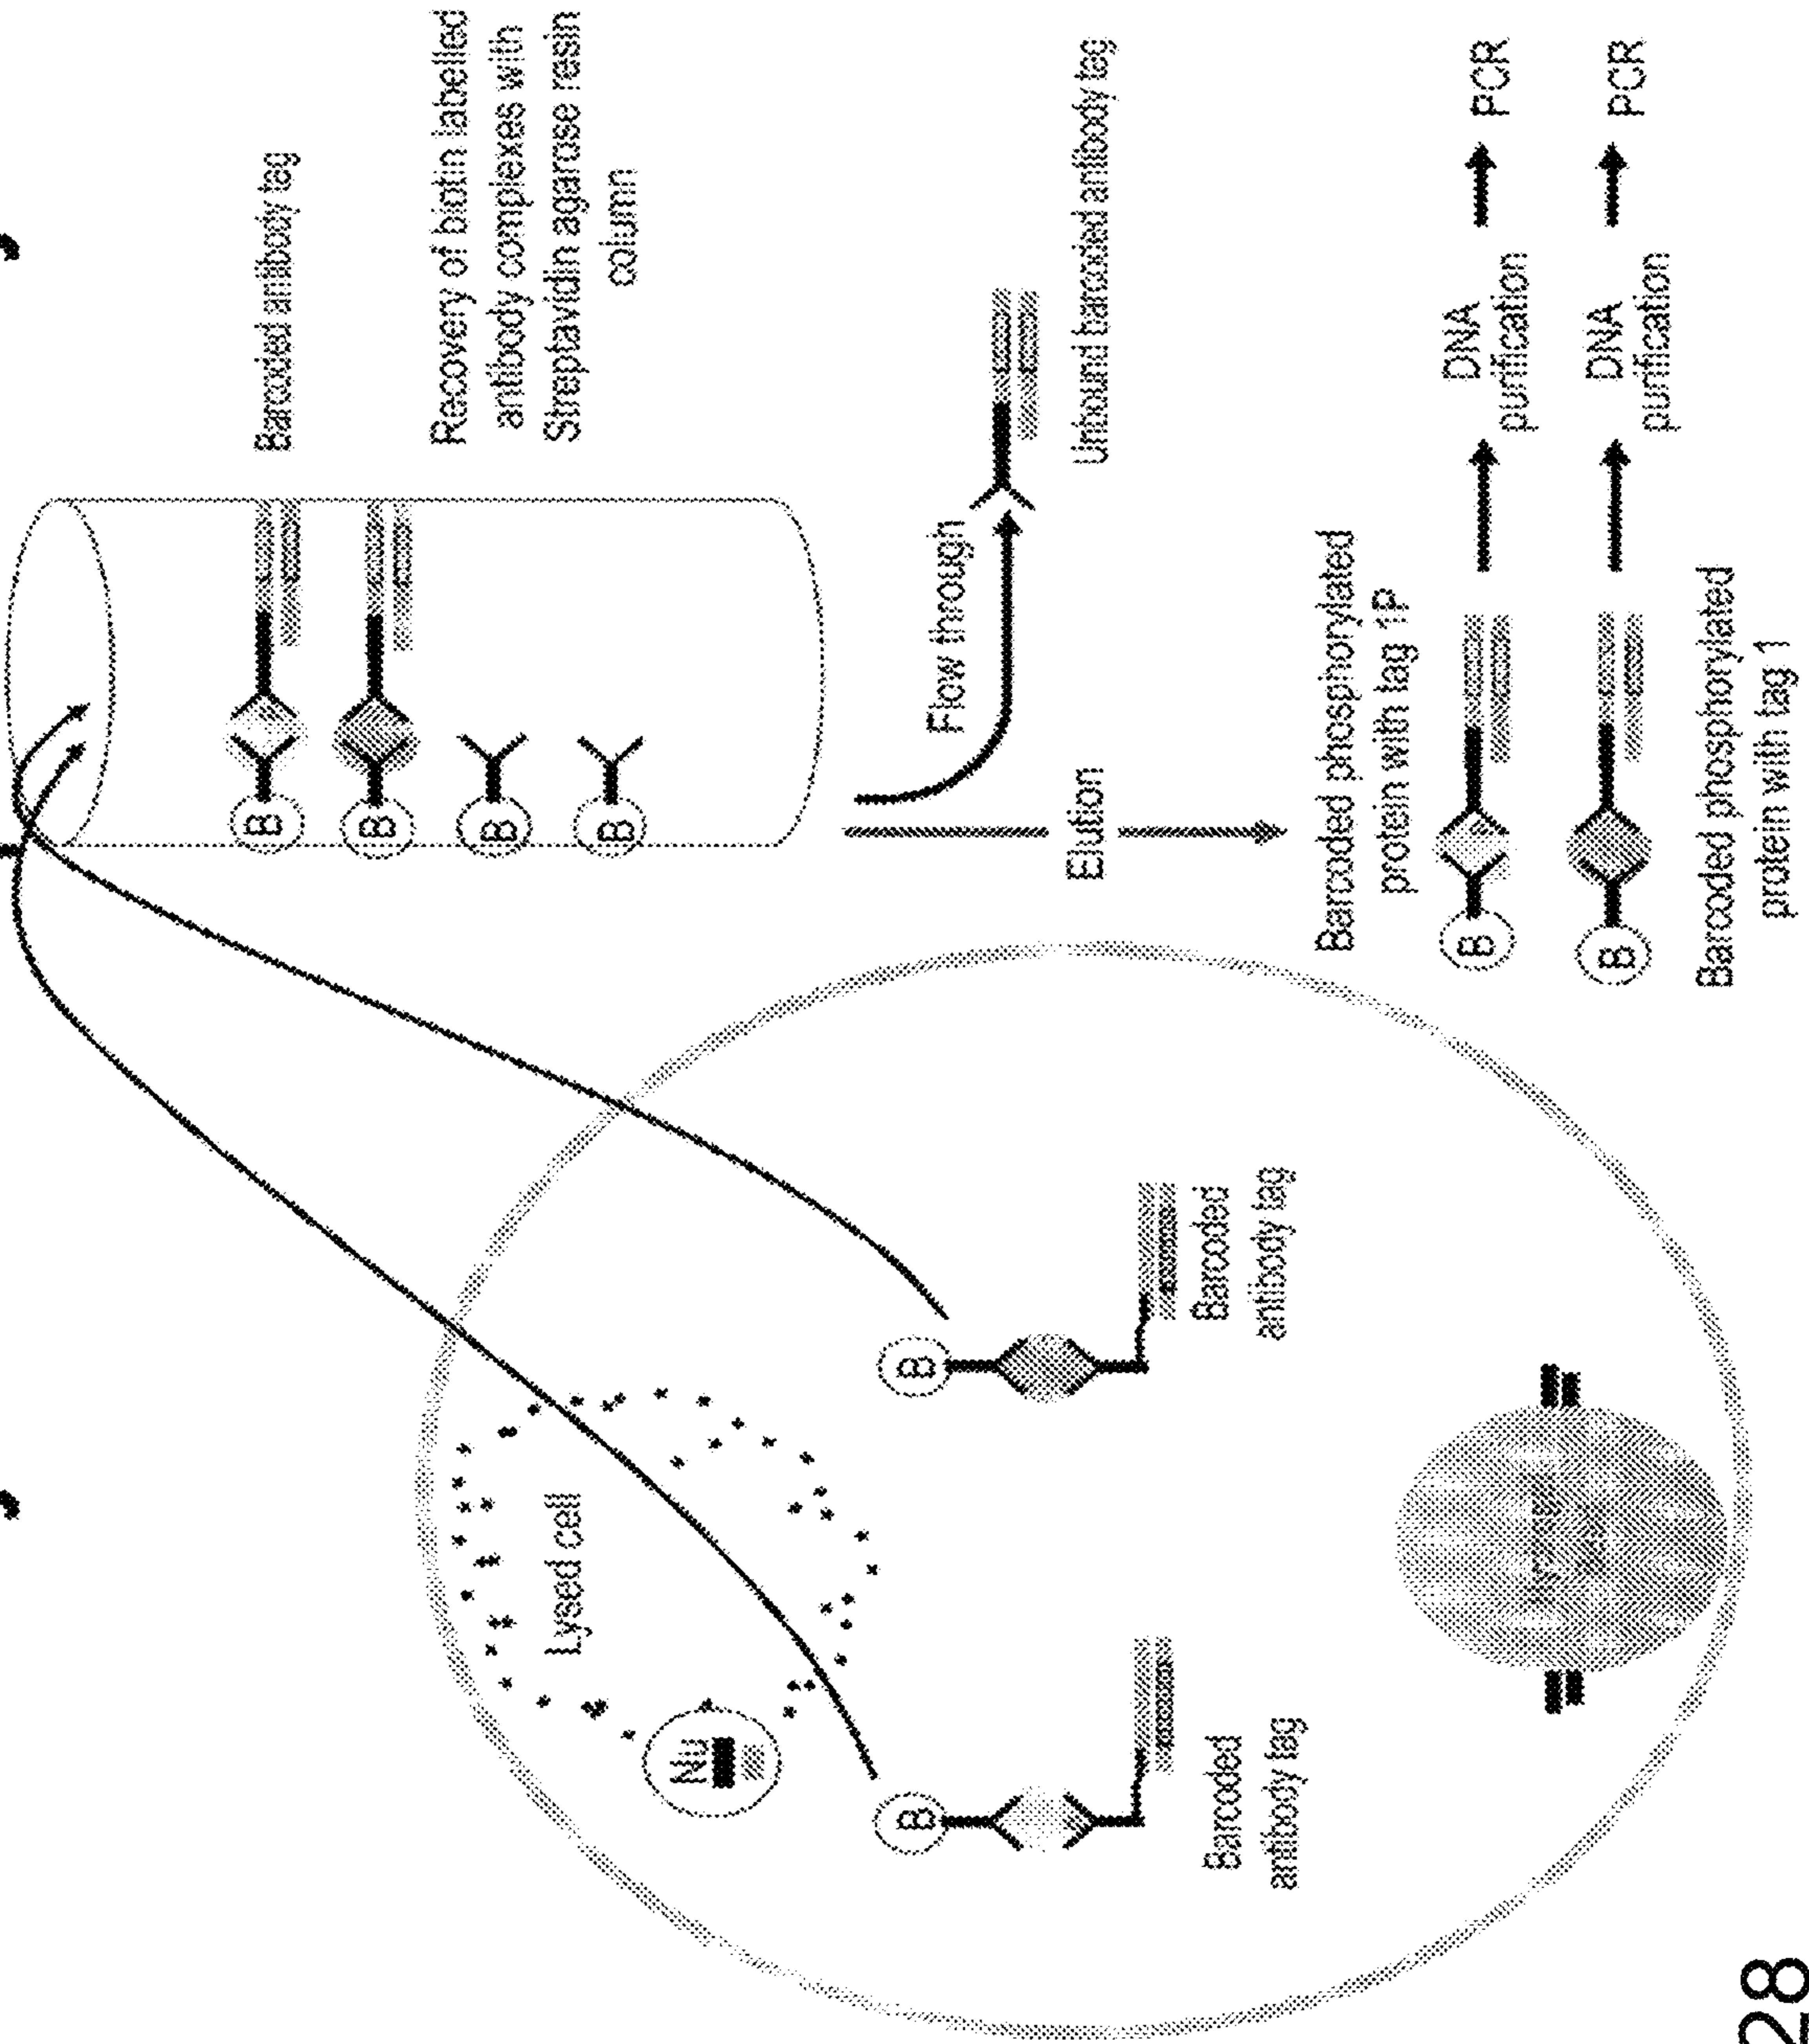 Barcoded antibody tag
Recovery of biotin labelled
antibody complexes with
Streptavidin agarose resin
column
B
B
B
B
Flow through
Unbound barcoded antibody tag
Elution
Lysed cell
Nu
B
B
Barcoded
antibody tag
Barcoded
antibody tag
Barcoded phosphorylated
protein with tag 1P
B
DNA
purification
PCR
B
DNA
purification
PCR
Barcoded phosphorylated
protein with tag 1
28